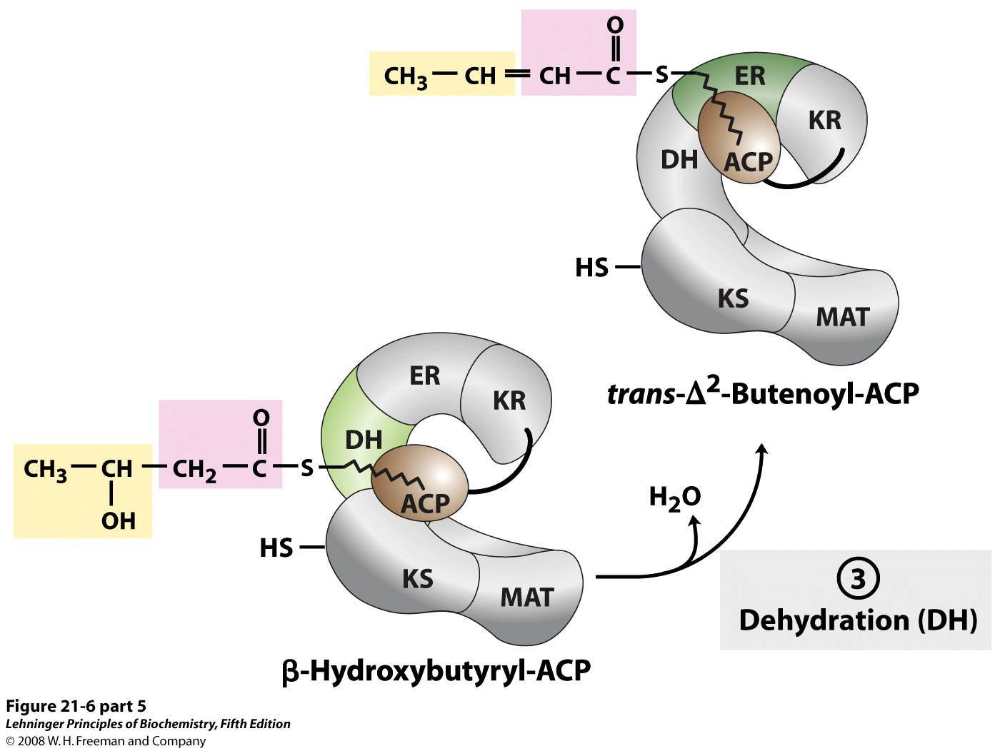 O
CH3 — CH = CH — C — S
ER
KR
DH
ACP
HS —
KS
MAT
trans-Δ2-Butenoyl-ACP
ER
KR
DH
O
CH3 — CH — CH2 — C — S
OH
ACP
HS —
KS
MAT
H2O
3
Dehydration (DH)
β-Hydroxybutyryl-ACP
Figure 21-6 part 5
Lehninger Principles of Biochemistry, Fifth Edition
© 2008 W. H. Freeman and Company